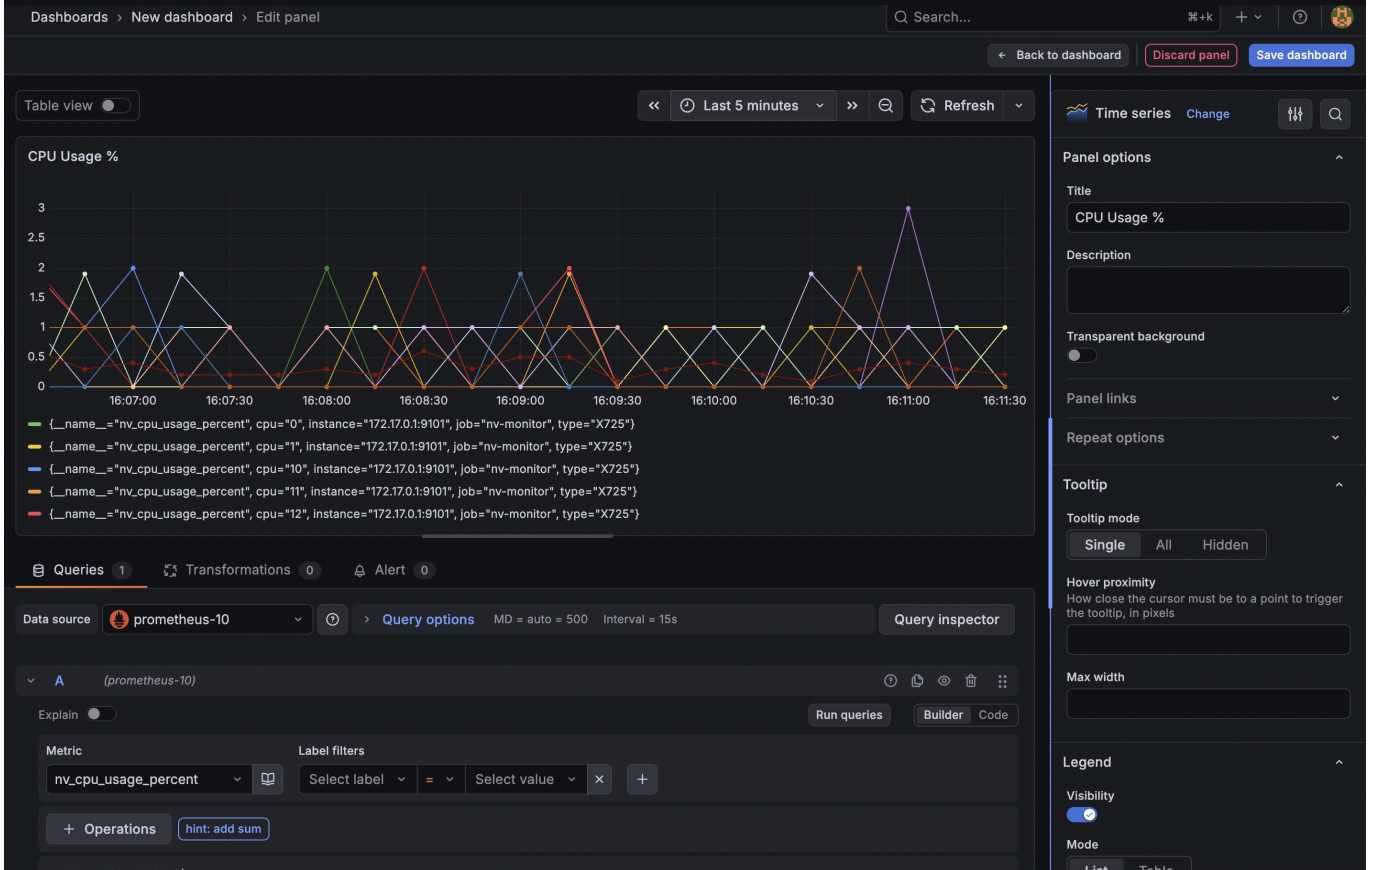 Dashboards › New dashboard › Edit panel
Search... ⌘+k
← Back to dashboard Discard panel Save dashboard
Table view
Last 5 minutes
Refresh
CPU Usage %
3
2.5
2
1.5
1
0.5
0
16:07:00 16:07:30 16:08:00 16:08:30 16:09:00 16:09:30 16:10:00 16:10:30 16:11:00 16:11:30
{__name__="nv_cpu_usage_percent", cpu="0", instance="172.17.0.1:9101", job="nv-monitor", type="X725"}
{__name__="nv_cpu_usage_percent", cpu="1", instance="172.17.0.1:9101", job="nv-monitor", type="X725"}
{__name__="nv_cpu_usage_percent", cpu="10", instance="172.17.0.1:9101", job="nv-monitor", type="X725"}
{__name__="nv_cpu_usage_percent", cpu="11", instance="172.17.0.1:9101", job="nv-monitor", type="X725"}
{__name__="nv_cpu_usage_percent", cpu="12", instance="172.17.0.1:9101", job="nv-monitor", type="X725"}
Queries 1 Transformations 0 Alert 0
Data source prometheus-10 Query options MD = auto = 500 Interval = 15s Query inspector
A (prometheus-10)
Explain Run queries Builder Code
Metric Label filters
nv_cpu_usage_percent Select label = Select value
+ Operations hint: add sum
Time series Change
Panel options
Title
CPU Usage %
Description
Transparent background
Panel links
Repeat options
Tooltip
Tooltip mode
Single All Hidden
Hover proximity
How close the cursor must be to a point to trigger
the tooltip, in pixels
Max width
Legend
Visibility
Mode
List Table